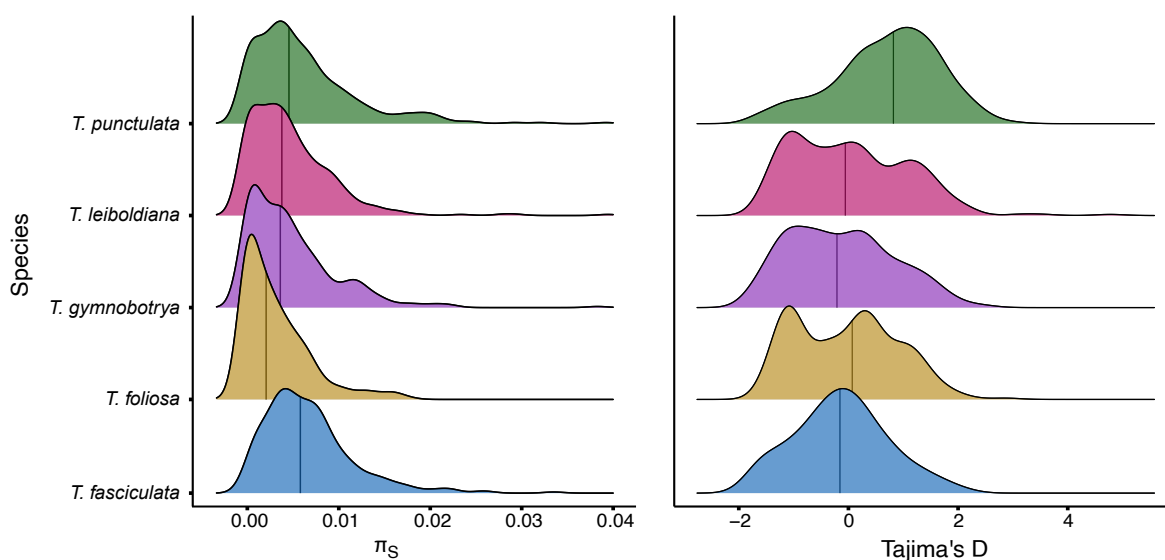 Species
T. punctulata
T. leiboldiana
T. gymnobotrya
T. foliosa
T. fasciculata
0.00 0.01 0.02 0.03 0.04
πS
−2 0 2 4
Tajima's D